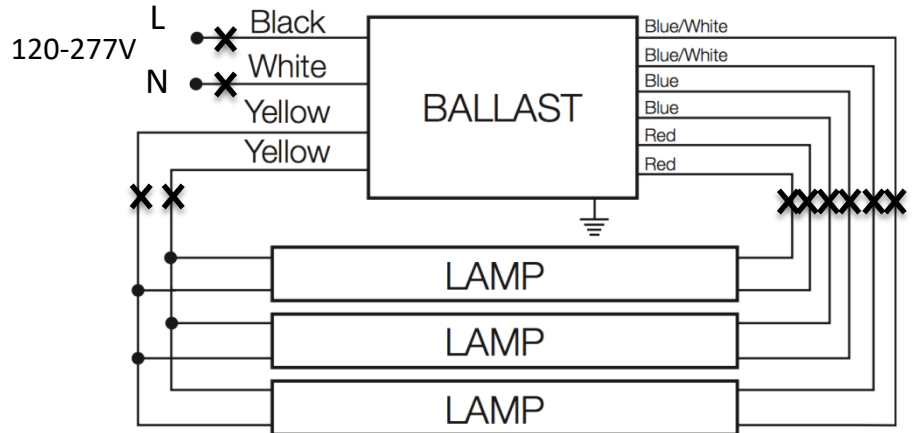 L
120-277V
N
Black
White
Yellow
Yellow
BALLAST
Blue/White
Blue/White
Blue
Blue
Red
Red
LAMP
LAMP
LAMP